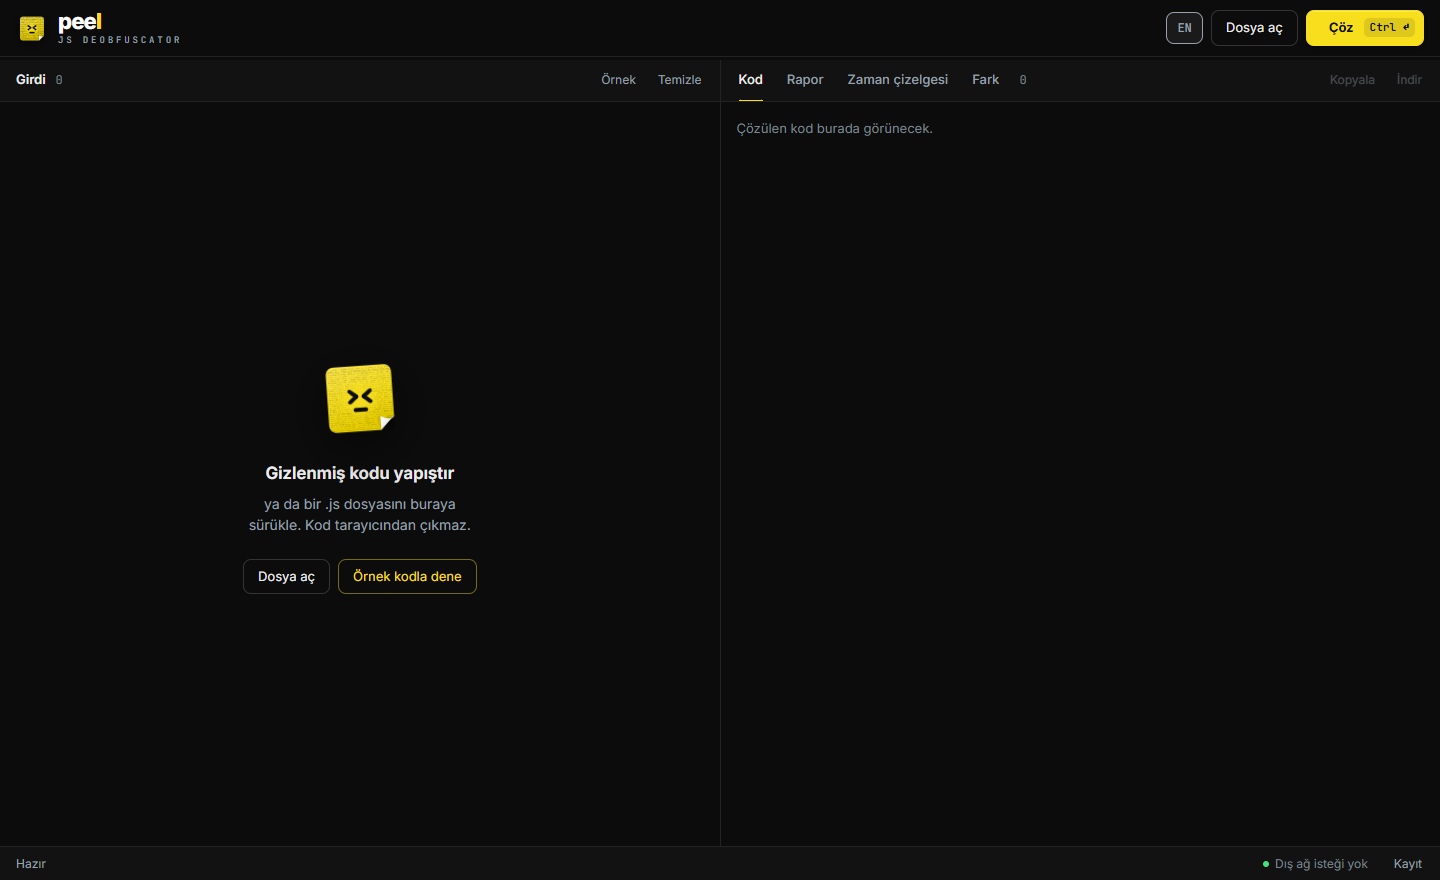 peel
JS DEOBFUSCATOR
EN
Dosya aç
Çöz Ctrl ⏎
Girdi 0
Örnek Temizle
Kod Rapor Zaman çizelgesi Fark 0
Kopyala İndir
Çözülen kod burada görünecek.
Gizlenmiş kodu yapıştır
ya da bir .js dosyasını buraya
sürükle. Kod tarayıcından çıkmaz.
Dosya aç
Örnek kodla dene
Hazır
Dış ağ isteği yok
Kayıt